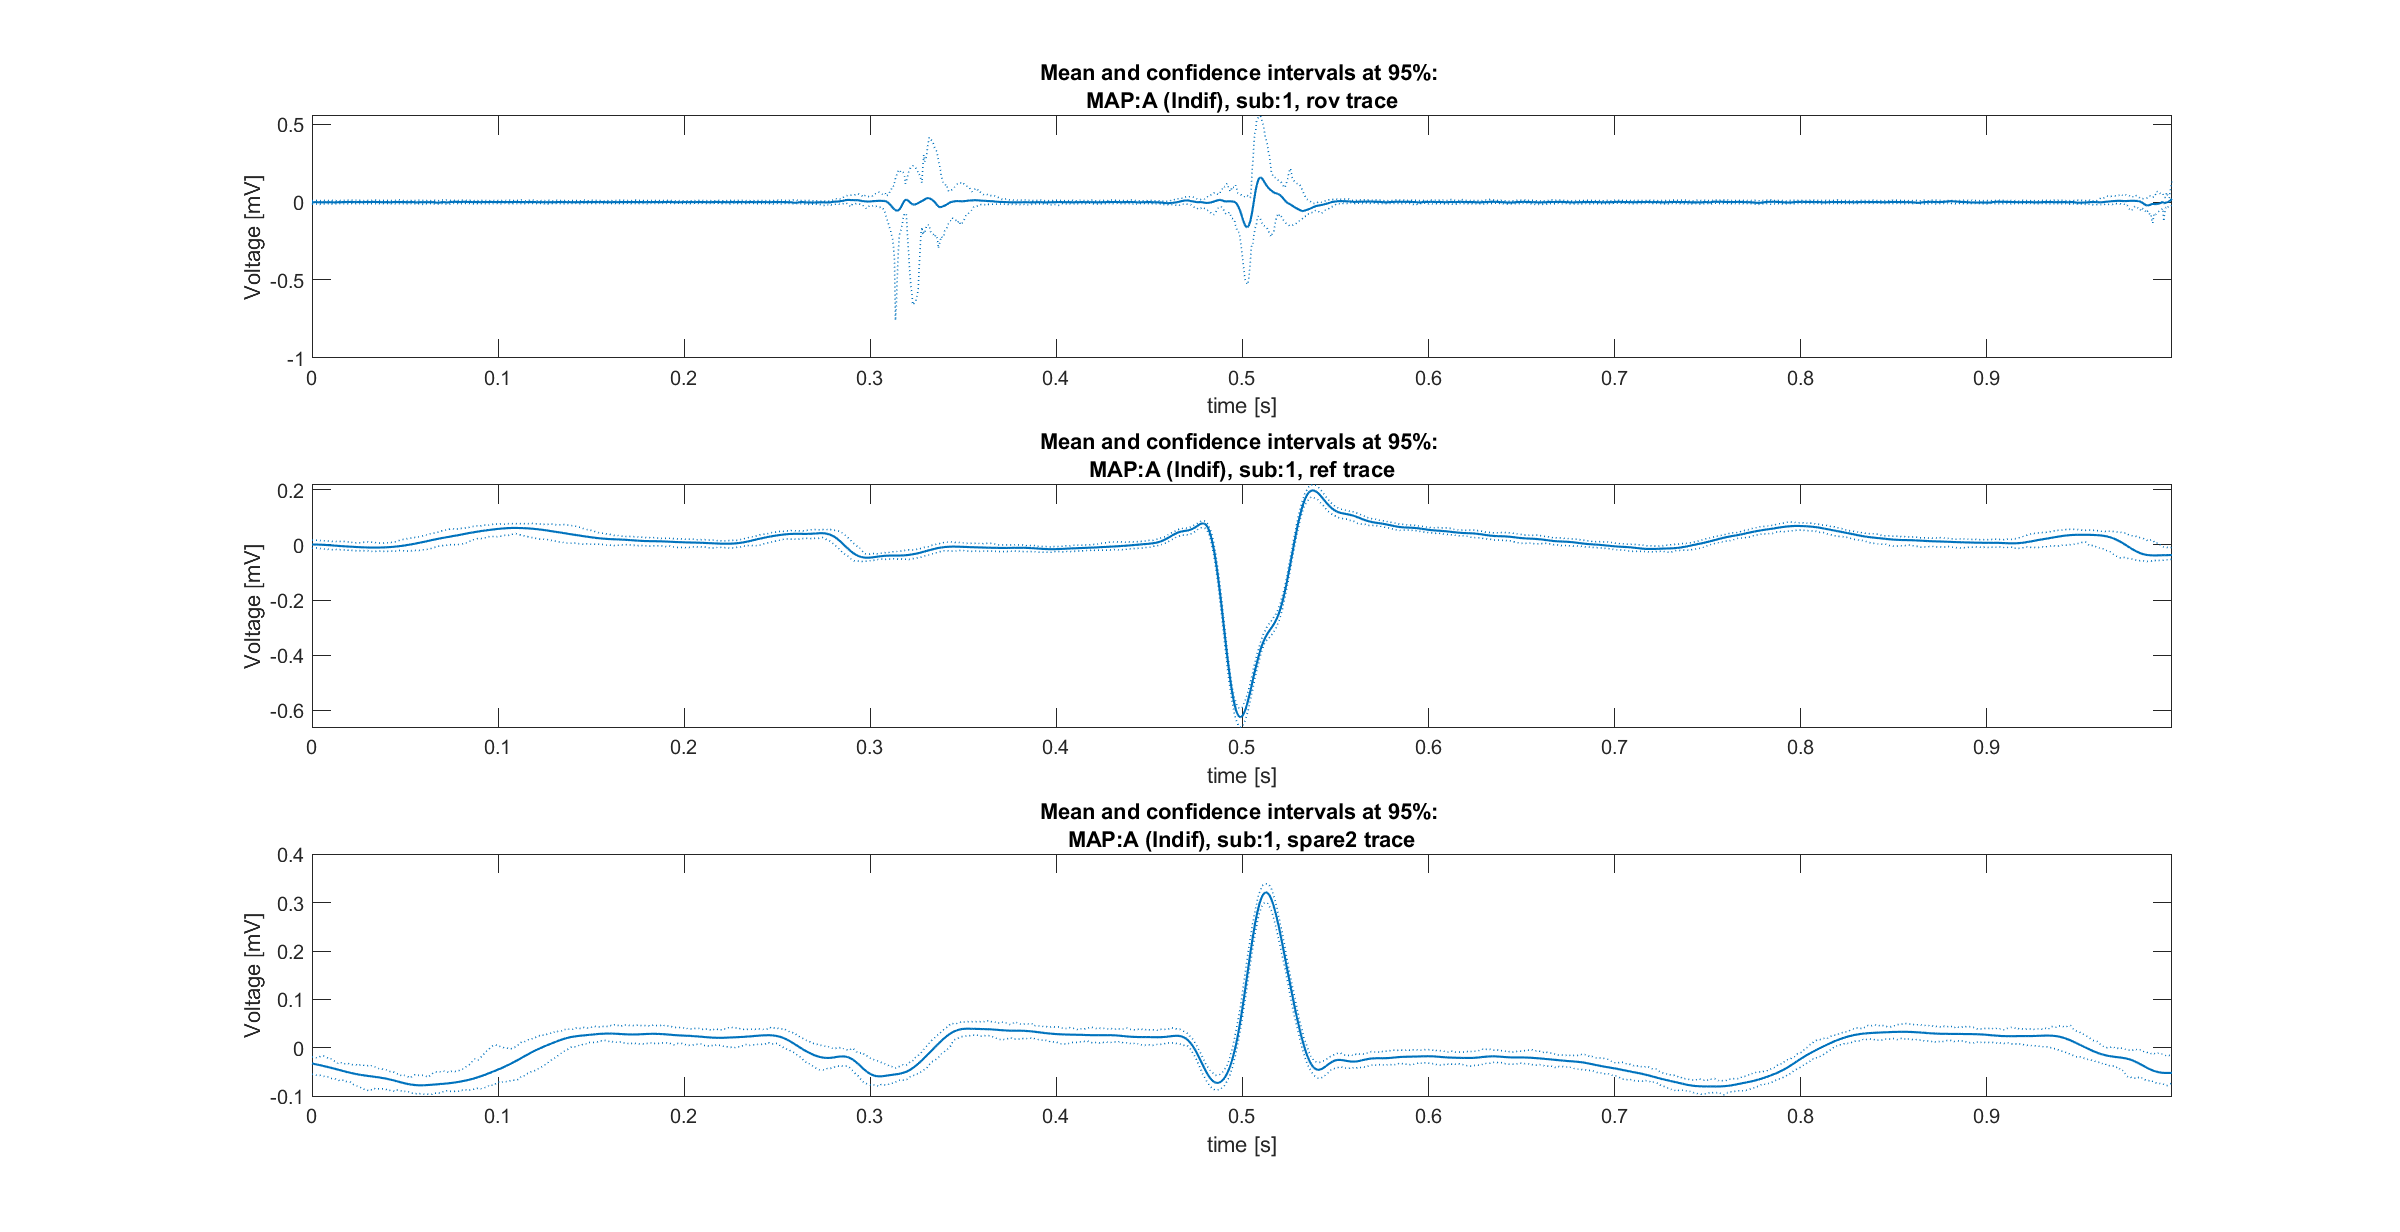 Mean and confidence intervals at 95%:
MAP:A (Indif), sub:1, rov trace
0.5
0
-0.5
-1
Voltage [mV]
0 0.1 0.2 0.3 0.4 0.5 0.6 0.7 0.8 0.9
time [s]
Mean and confidence intervals at 95%:
MAP:A (Indif), sub:1, ref trace
0.2
0
-0.2
-0.4
-0.6
Voltage [mV]
0 0.1 0.2 0.3 0.4 0.5 0.6 0.7 0.8 0.9
time [s]
Mean and confidence intervals at 95%:
MAP:A (Indif), sub:1, spare2 trace
0.4
0.3
0.2
0.1
0
-0.1
Voltage [mV]
0 0.1 0.2 0.3 0.4 0.5 0.6 0.7 0.8 0.9
time [s]